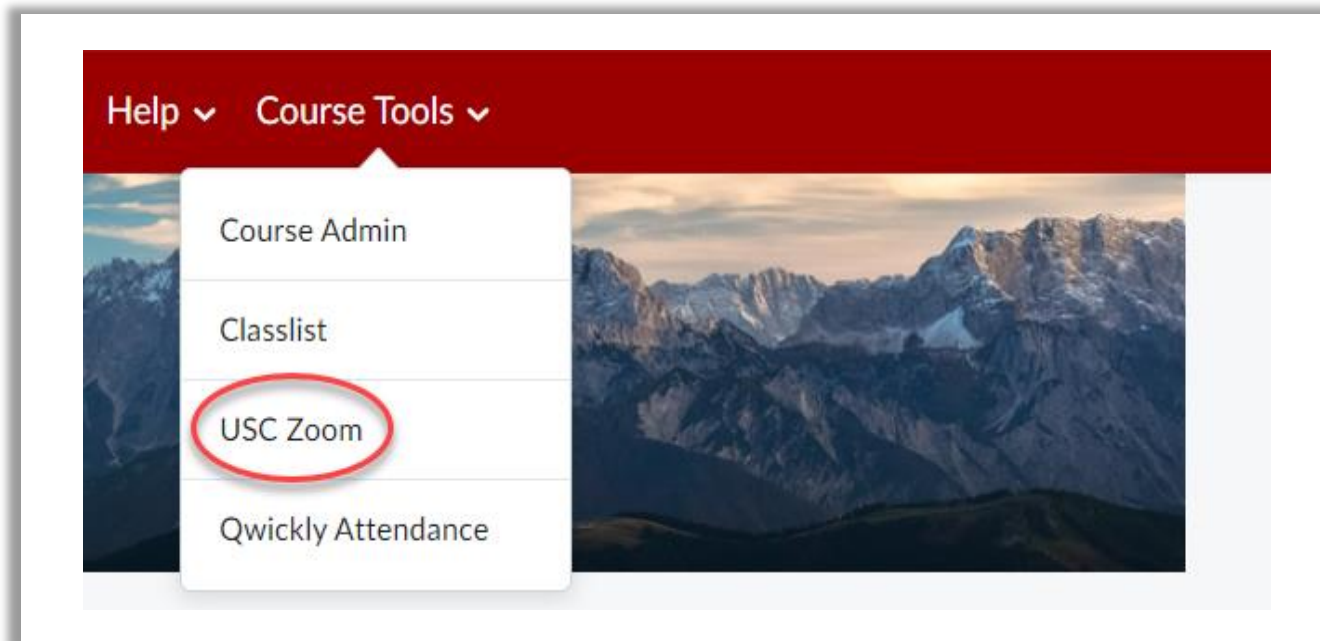 Help Course Tools
Course Admin
Classlist
USC Zoom
Qwickly Attendance